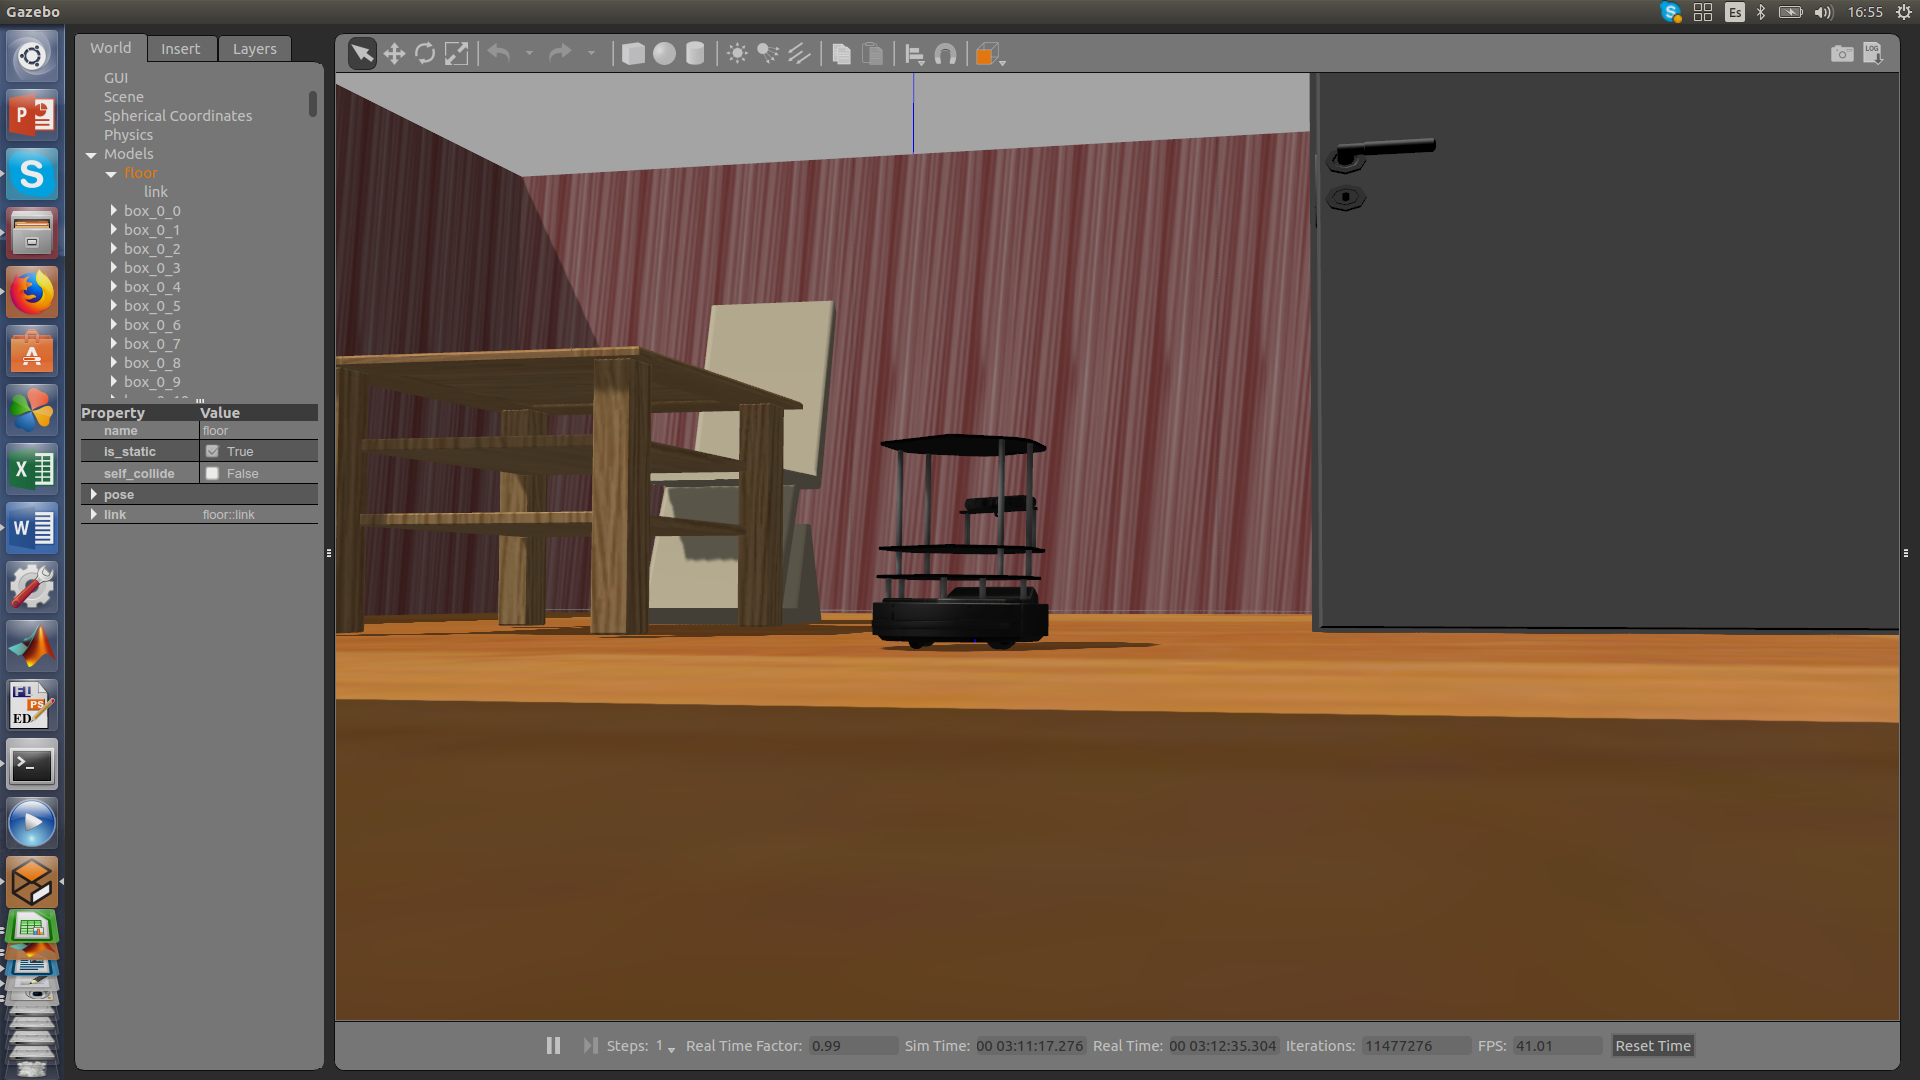 Gazebo
Es
16:55
World
Insert
Layers
LOG
GUI
Scene
Spherical Coordinates
Physics
Models
floor
link
box_0_0
box_0_1
box_0_2
box_0_3
box_0_4
box_0_5
box_0_6
box_0_7
box_0_8
box_0_9
Property Value
name floor
is_static True
self_collide False
pose
link floor::link
Steps: 1 Real Time Factor: 0.99 Sim Time: 00 03:11:17.276 Real Time: 00 03:12:35.304 Iterations: 11477276 FPS: 41.01 Reset Time